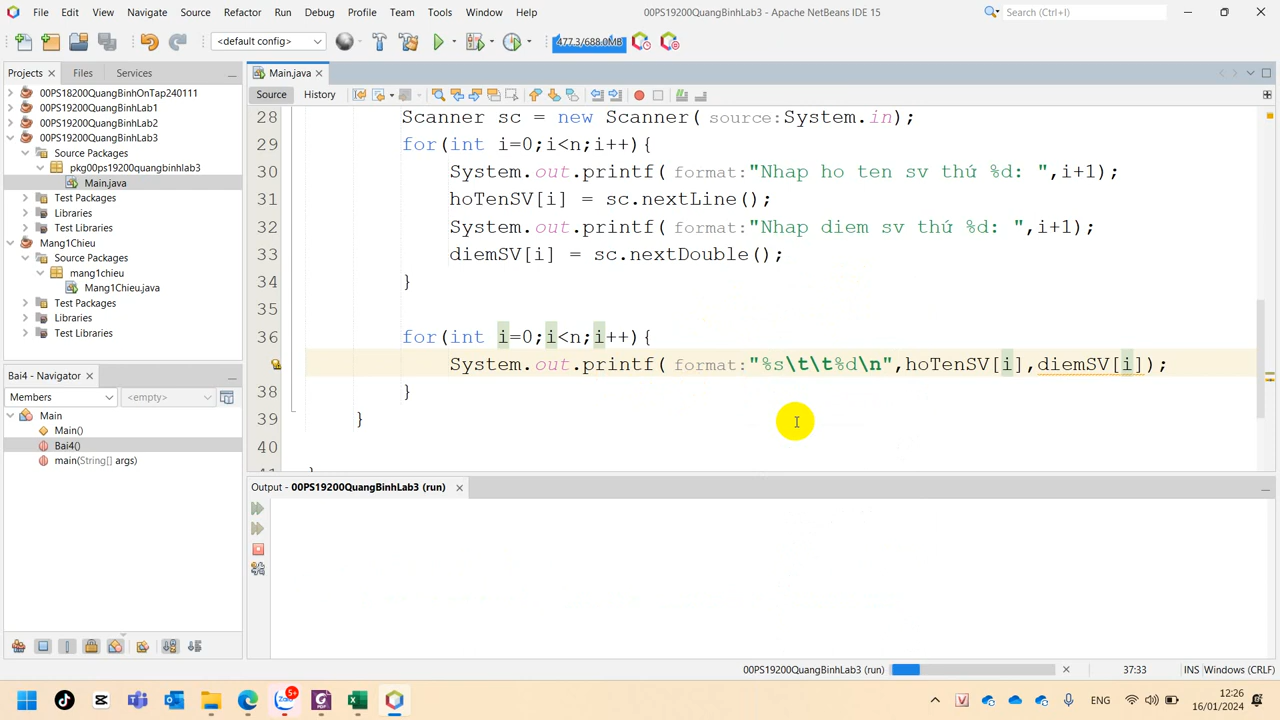 File Edit View Navigate Source Refactor Run Debug Profile Team Tools Window Help
00PS19200QuangBinhLab3 - Apache NetBeans IDE 15
Search (Ctrl+I)
<default config>
477.3/688.0MB
Projects Files Services
Main.java
Source History
00PS18200QuangBinhOnTap240111
00PS19200QuangBinhLab1
00PS19200QuangBinhLab2
00PS19200QuangBinhLab3
Source Packages
pkg00ps19200quangbinhlab3
Main.java
Test Packages
Libraries
Test Libraries
Mang1Chieu
Source Packages
mang1chieu
Mang1Chieu.java
Test Packages
Libraries
Test Libraries
28 Scanner sc = new Scanner(source:System.in);
29 for(int i=0;i<n;i++){
30 System.out.printf(format:"Nhap ho ten sv thứ %d: ",i+1);
31 hoTenSV[i] = sc.nextLine();
32 System.out.printf(format:"Nhap diem sv thứ %d: ",i+1);
33 diemSV[i] = sc.nextDouble();
34 }
35
36 for(int i=0;i<n;i++){
System.out.printf(format:"%s\t\t%d\n",hoTenSV[i],diemSV[i]);
38 }
39 }
40
Bai4 - Navigator
Members
<empty>
Main
Main()
Bai4()
main(String[] args)
Output - 00PS19200QuangBinhLab3 (run)
00PS19200QuangBinhLab3 (run)
37:33
INS Windows (CRLF)
Zalo
5+
PDF
V
ENG
12:26
16/01/2024